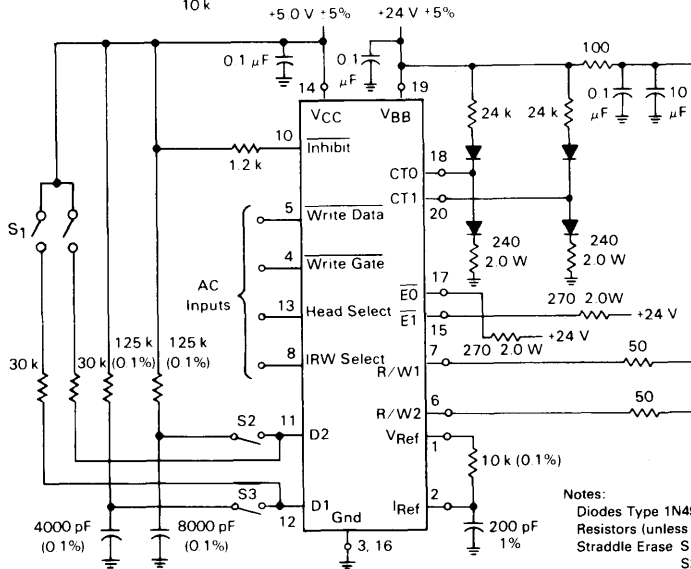 10 k
+5.0 V +5%
+24 V +5%
0.1 µF
0.1 µF
100
0.1 µF
10 µF
14
19
VCC
VBB
24 k
24 k
10
Inhibit
1.2 k
18
CT0
CT1
20
5
Write Data
S1
4
Write Gate
240
2.0 W
240
2.0 W
AC
Inputs
17
E0
13
Head Select
E1
15
270 2.0W
+24 V
+24 V
270 2.0 W
125 k
(0.1%)
125 k
(0.1%)
30 k
30 k
8
IRW Select
7
R/W1
50
6
R/W2
50
S2
11
D2
VRef
1
10 k (0.1%)
S3
D1
12
2
IRef
Gnd
4000 pF
(0.1%)
8000 pF
(0.1%)
3, 16
200 pF
1%
Notes:
Diodes Type
Resistors (unless
Straddle Erase S